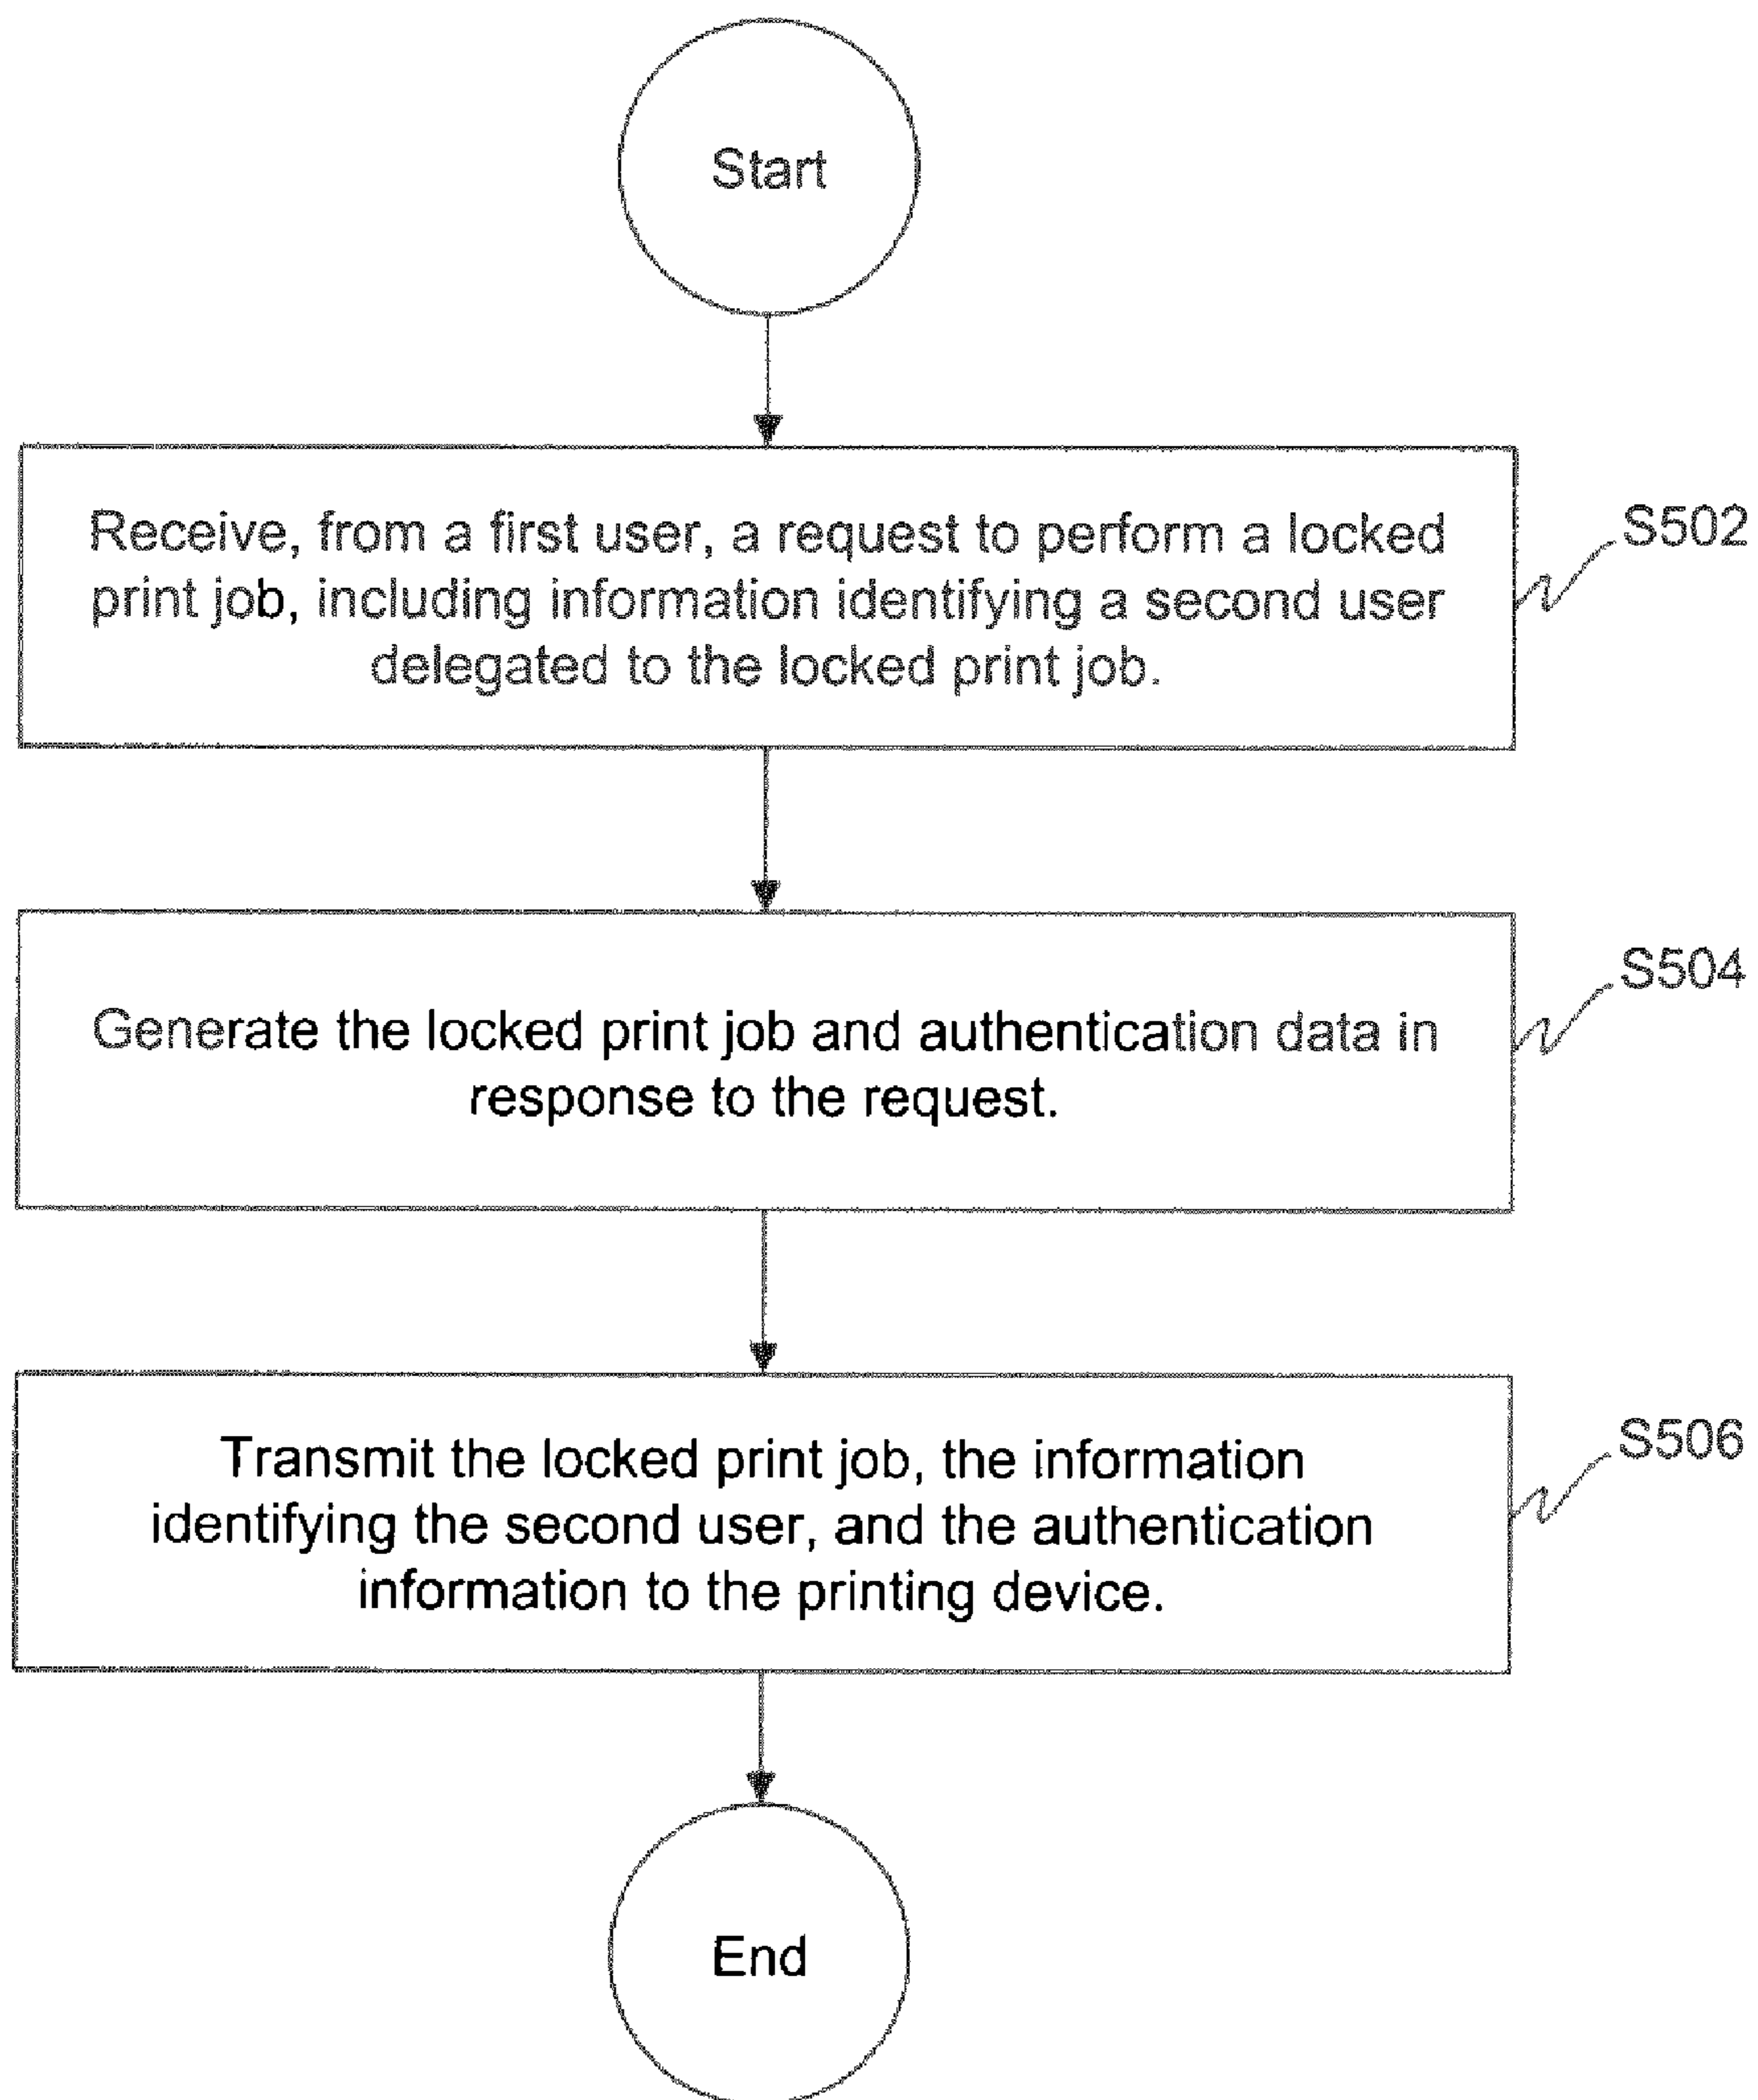 Start
Receive, from a first user, a request to perform a locked
print job, including information identifying a second user
delegated to the locked print job.
S502
Generate the locked print job and authentication data in
response to the request.
S504
Transmit the locked print job, the information
identifying the second user, and the authentication
information to the printing device.
S506
End